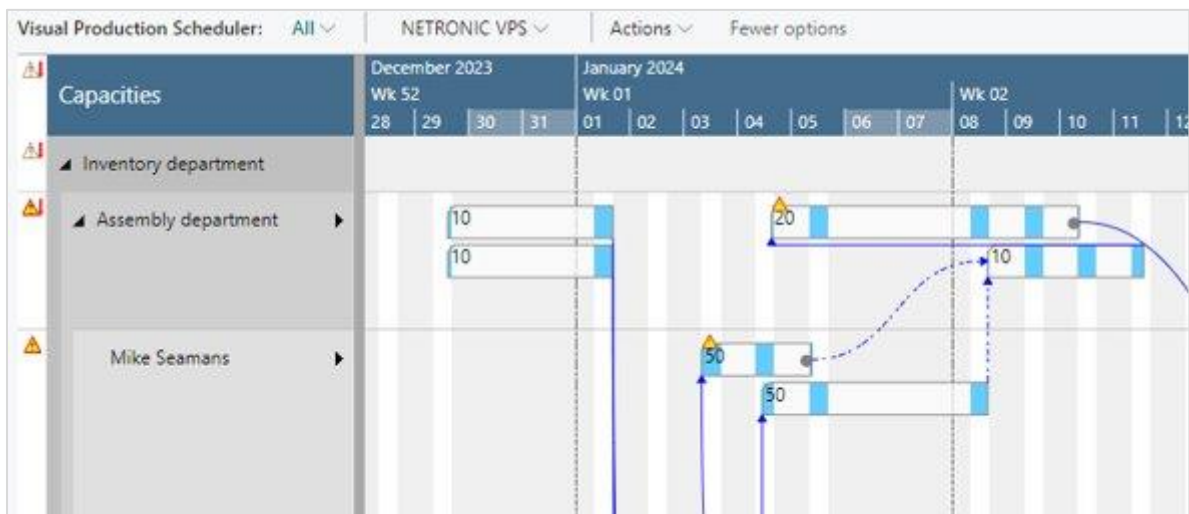 Visual Production Scheduler: All NETRONIC VPS Actions Fewer options
Capacities
December 2023 January 2024
Wk 52 Wk 01 Wk 02
28 29 30 31 01 02 03 04 05 06 07 08 09 10 11 12
Inventory department
Assembly department
10 20
10 10
Mike Seamans
50
50